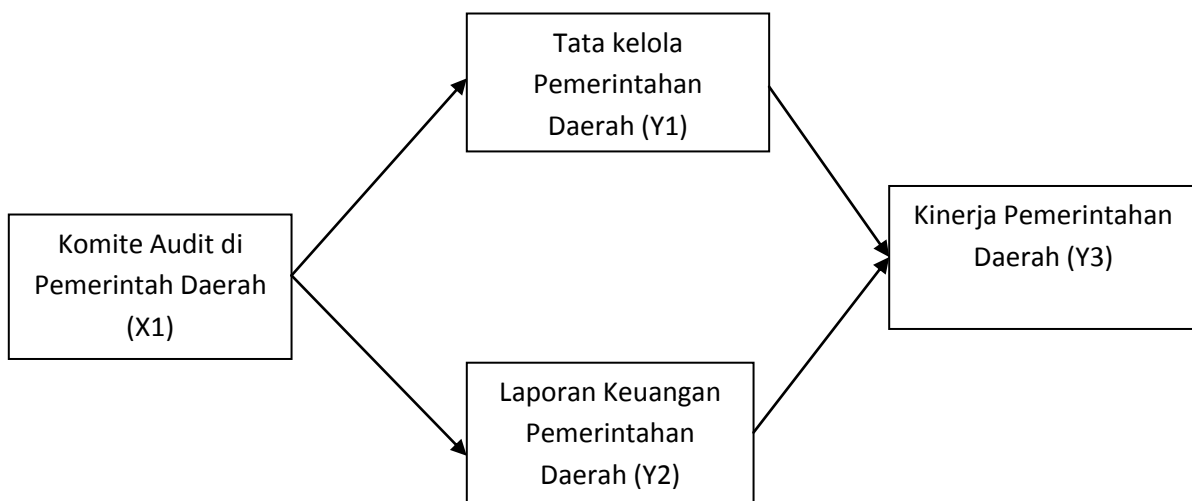 Tata kelola
Pemerintahan
Daerah (Y1)
Komite Audit di
Pemerintah Daerah
(X1)
Kinerja Pemerintahan
Daerah (Y3)
Laporan Keuangan
Pemerintahan
Daerah (Y2)